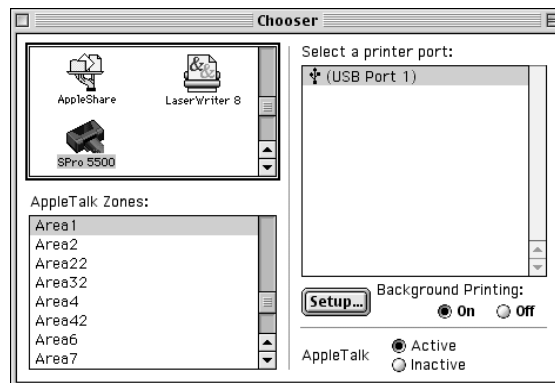 Chooser
AppleShare
LaserWriter 8
SPro 5500
AppleTalk Zones:
Area1
Area2
Area22
Area32
Area4
Area42
Area6
Area7
Select a printer port:
(USB Port 1)
Setup...
Background Printing:
On Off
AppleTalk
Active
Inactive